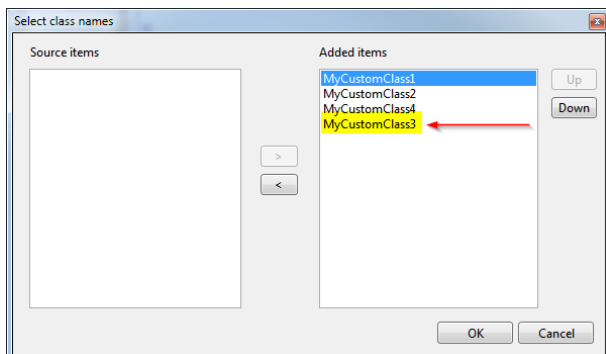 Select class names
Source items
Added items
MyCustomClass1
MyCustomClass2
MyCustomClass4
MyCustomClass3
Up
Down
>
<
OK
Cancel